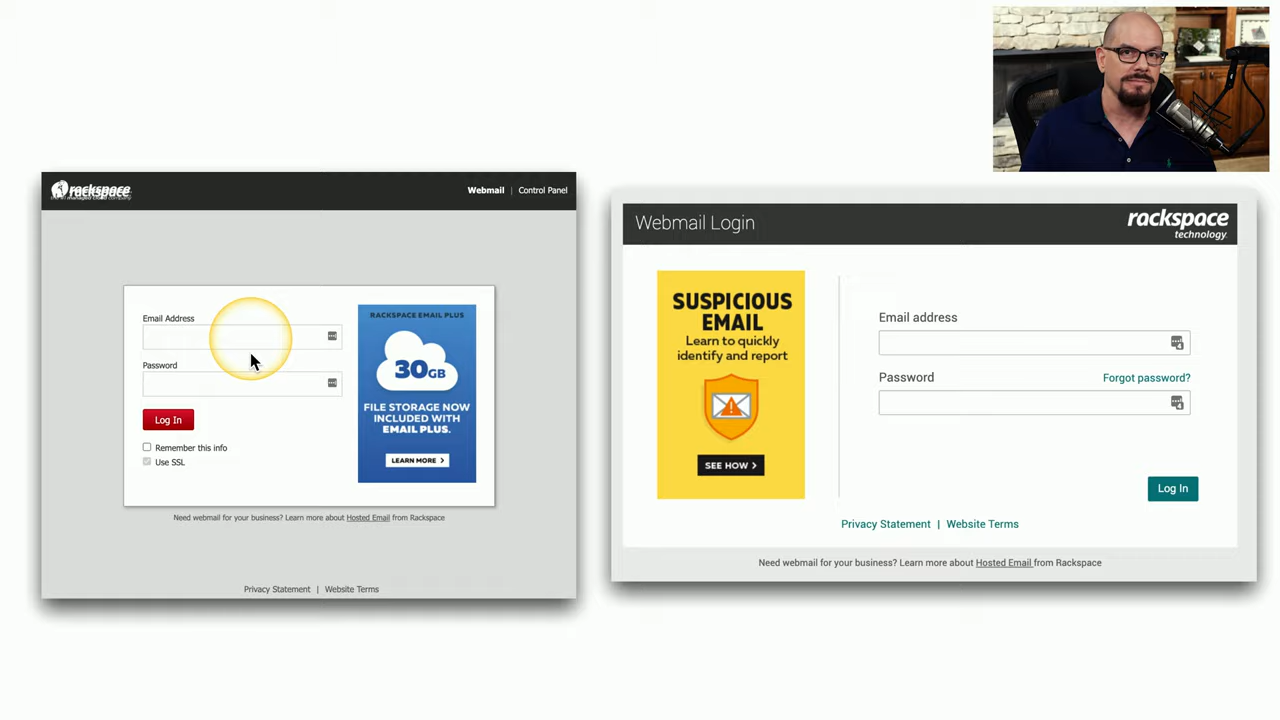 rackspace
Webmail | Control Panel
Email Address
Password
Log In
Remember this info
Use SSL
RACKSPACE EMAIL PLUS
30GB
FILE STORAGE NOW
INCLUDED WITH
EMAIL PLUS.
LEARN MORE >
Need webmail for your business? Learn more about Hosted Email from Rackspace
Privacy Statement | Website Terms
Webmail Login
rackspace
technology.
SUSPICIOUS
EMAIL
Learn to quickly
identify and report
SEE HOW >
Email address
Password
Forgot password?
Log In
Privacy Statement | Website Terms
Need webmail for your business? Learn more about Hosted Email from Rackspace